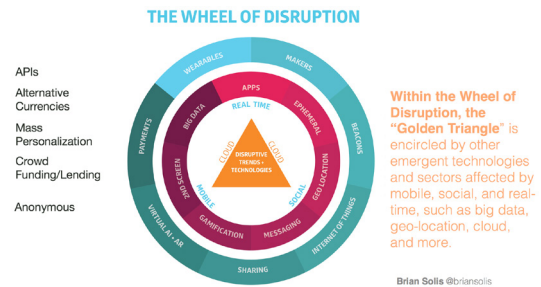 THE WHEEL OF DISRUPTION
APIs
Alternative
Currencies
Mass
Personalization
Crowd
Funding/Lending
Anonymous
WEARABLES
MAKERS
BEACONS
INTERNET OF THINGS
SHARING
VIRTUAL AI + AR
PAYMENTS
APPS
EPHEMERAL
GEO LOCATION
MESSAGING
GAMIFICATION
2ND SCREEN
BIG DATA
REAL TIME
SOCIAL
MOBILE
CLOUD
CLOUD
DISRUPTIVE
TRENDS +
TECHNOLOGIES
Within the Wheel of
Disruption, the
“Golden Triangle” is
encircled by other
emergent technologies
and sectors affected by
mobile, social, and real-
time, such as big data,
geo-location, cloud,
and more.
Brian Solis @briansolis